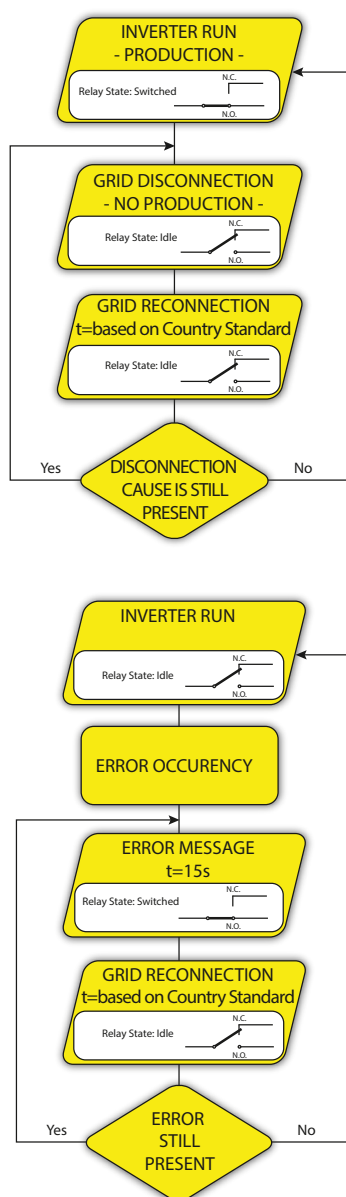 INVERTER RUN
- PRODUCTION -
N.C.
Relay State: Switched
N.O.
GRID DISCONNECTION
- NO PRODUCTION -
N.C.
Relay State: Idle
N.O.
GRID RECONNECTION
t=based on Country Standard
N.C.
Relay State: Idle
N.O.
Yes
DISCONNECTION
CAUSE IS STILL
PRESENT
No
INVERTER RUN
N.C.
Relay State: Idle
N.O.
ERROR OCCURENCY
ERROR MESSAGE
t=15s
N.C.
Relay State: Switched
N.O.
GRID RECONNECTION
t=based on Country Standard
N.C.
Relay State: Idle
N.O.
Yes
ERROR
STILL
PRESENT
No